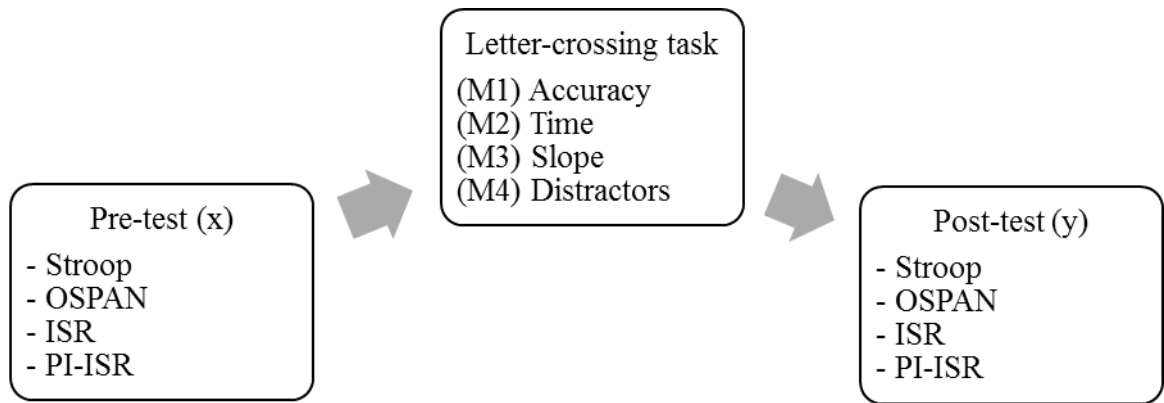 Letter-crossing task
(M1) Accuracy
(M2) Time
(M3) Slope
(M4) Distractors
Pre-test (x)
- Stroop
- OSPAN
- ISR
- PI-ISR
Post-test (y)
- Stroop
- OSPAN
- ISR
- PI-ISR